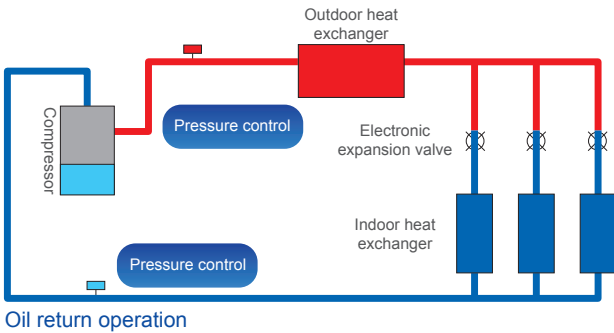 Outdoor heat
exchanger
Compressor
Pressure control
Electronic
expansion valve
Indoor heat
exchanger
Pressure control
Oil return operation